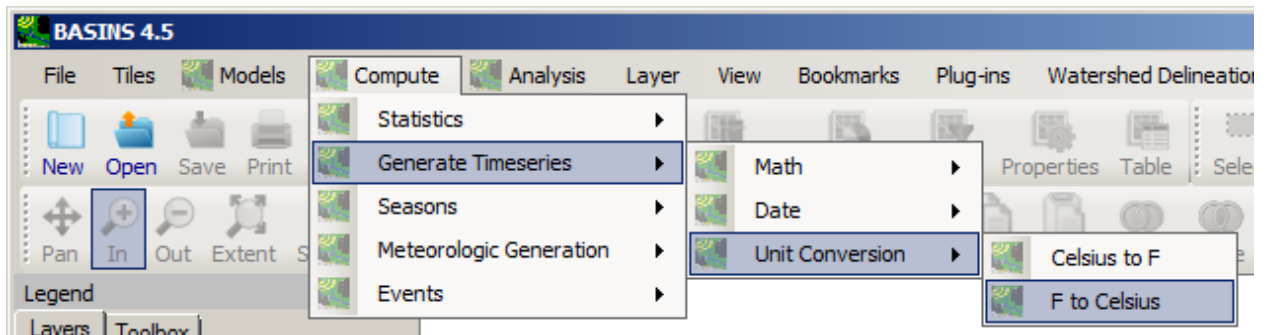 BASINS 4.5
File Tiles Models Compute Analysis Layer View Bookmarks Plug-ins Watershed Delineation
New Open Save Print Properties Table
Pan In Out Extent
Statistics
Generate Timeseries
Seasons
Meteorologic Generation
Events
Math
Date
Unit Conversion
Celsius to F
F to Celsius
Legend
Layers Toolbox